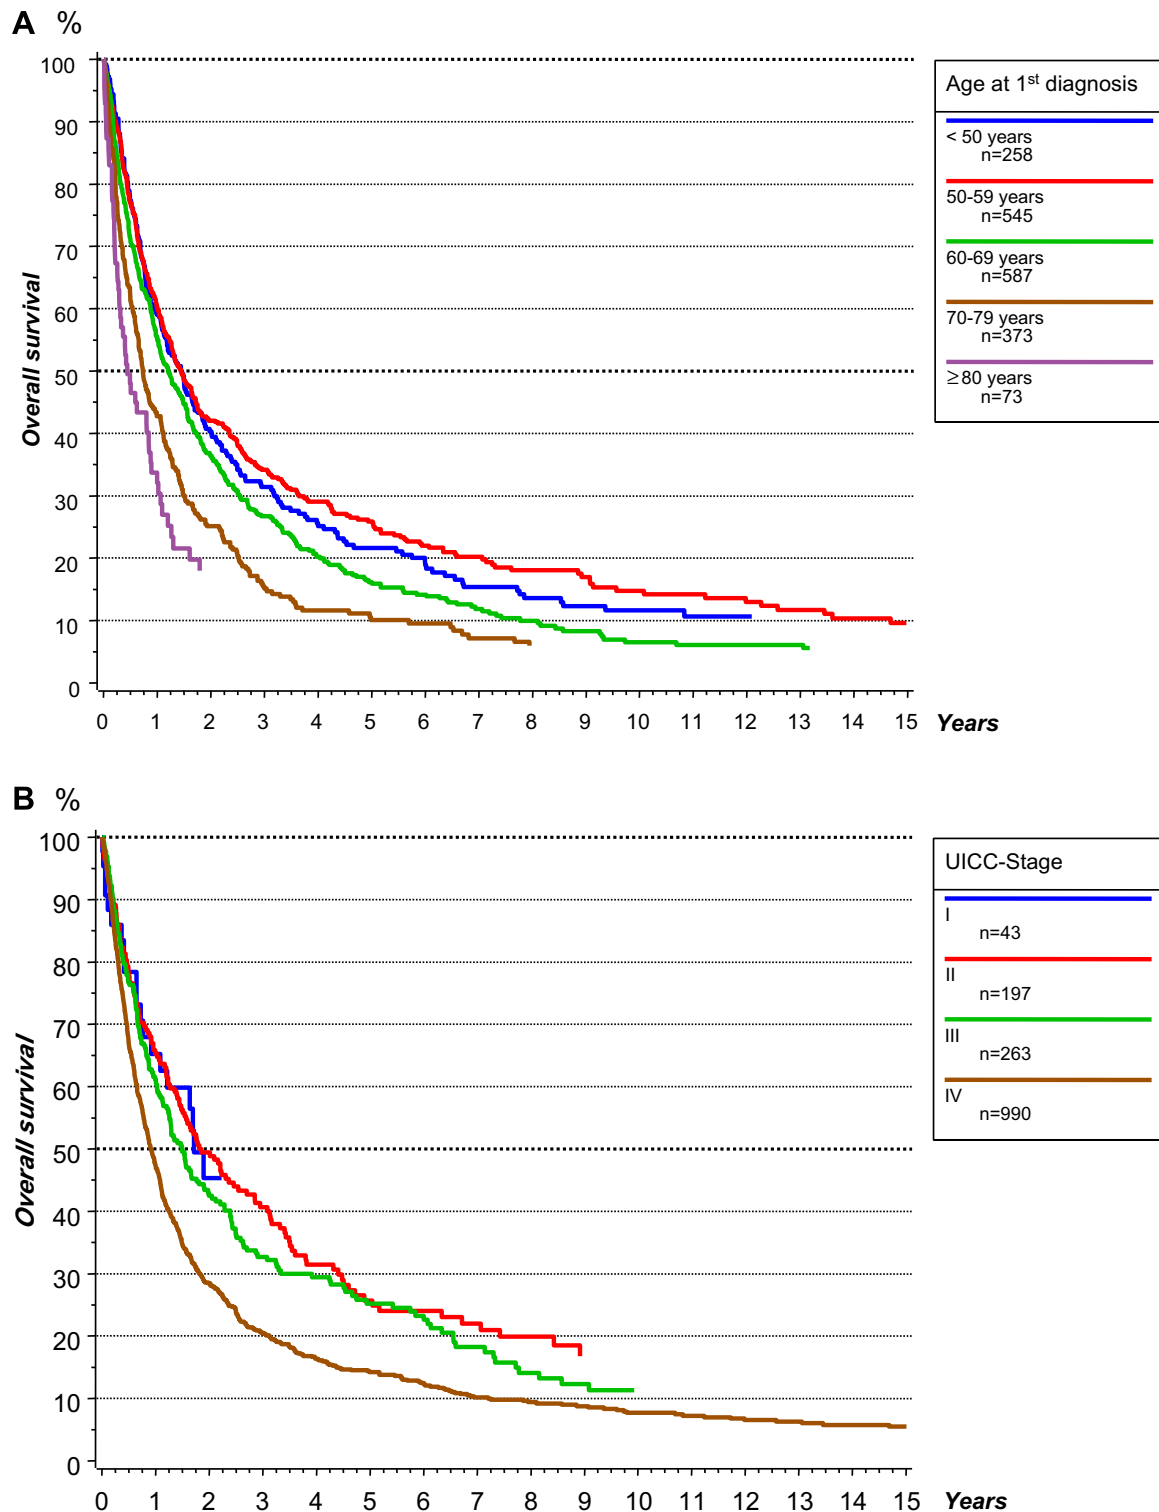 A %
100
90
80
70
60
50
40
30
20
10
0
Overall survival
0 1 2 3 4 5 6 7 8 9 10 11 12 13 14 15 Years
Age at 1st diagnosis
< 50 years
n=258
50-59 years
n=545
60-69 years
n=587
70-79 years
n=373
≥80 years
n=73
B %
100
90
80
70
60
50
40
30
20
10
0
Overall survival
0 1 2 3 4 5 6 7 8 9 10 11 12 13 14 15 Years
UICC-Stage
I
n=43
II
n=197
III
n=263
IV
n=990